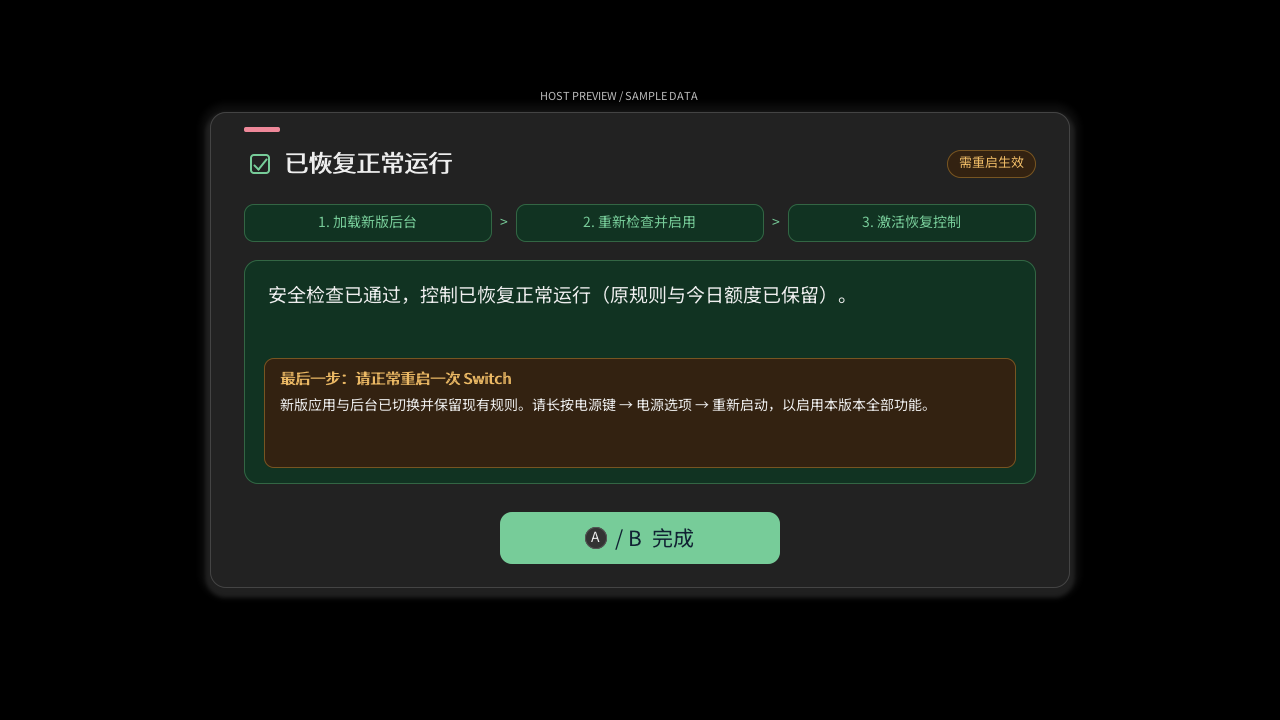 HOST PREVIEW / SAMPLE DATA
已恢复正常运行
需重启生效
1. 加载新版后台 > 2. 重新检查并启用 > 3. 激活恢复控制
安全检查已通过，控制已恢复正常运行（原规则与今日额度已保留）。
最后一步：请正常重启一次 Switch
新版应用与后台已切换并保留现有规则。请长按电源键 → 电源选项 → 重新启动，以启用本版本全部功能。
A / B 完成